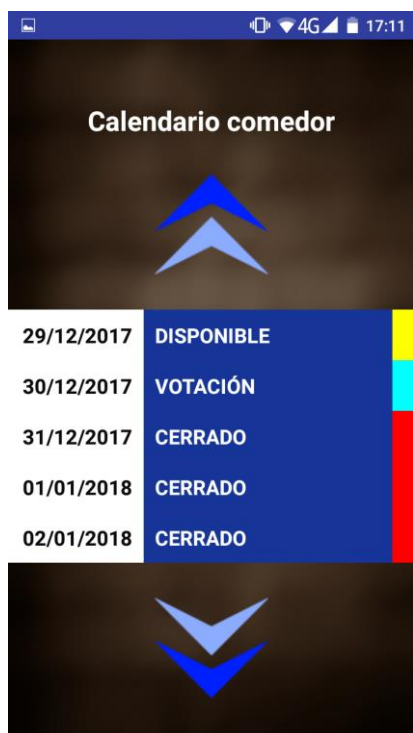 4G 17:11
Calendario comedor
29/12/2017 DISPONIBLE
30/12/2017 VOTACIÓN
31/12/2017 CERRADO
01/01/2018 CERRADO
02/01/2018 CERRADO